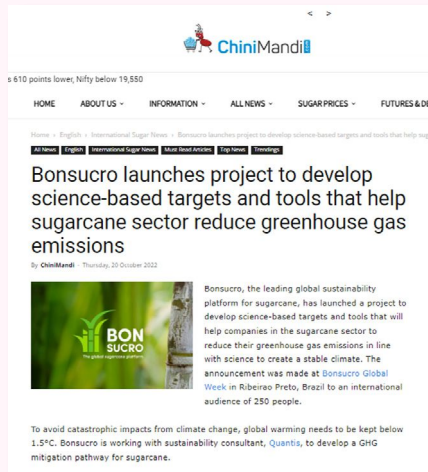 < >
ChiniMandi
s 610 points lower, Nifty below 19,550
HOME ABOUT US INFORMATION ALL NEWS SUGAR PRICES FUTURES & DE
Home › English › International Sugar News › Bonsucro launches project to develop science-based targets and tools that help sug
All News English International Sugar News Must Read Articles Top News Trendings
Bonsucro launches project to develop
science-based targets and tools that help
sugarcane sector reduce greenhouse gas
emissions
By ChiniMandi - Thursday, 20 October 2022
BON
SUCRO
The global sugarcane platform
Bonsucro, the leading global sustainability
platform for sugarcane, has launched a project to
develop science-based targets and tools that will
help companies in the sugarcane sector to
reduce their greenhouse gas emissions in line
with science to create a stable climate. The
announcement was made at Bonsucro Global
Week in Ribeirao Preto, Brazil to an international
audience of 250 people.
To avoid catastrophic impacts from climate change, global warming needs to be kept below
1.5°C. Bonsucro is working with sustainability consultant, Quantis, to develop a GHG
mitigation pathway for sugarcane.